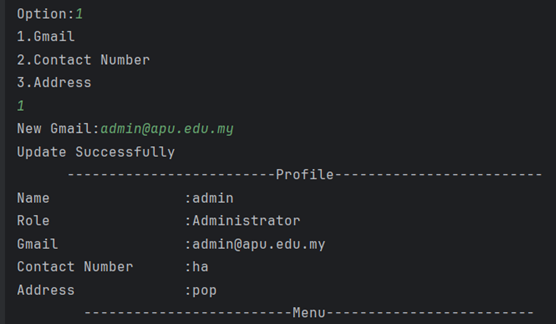 Option:1
1.Gmail
2.Contact Number
3.Address
1
New Gmail:admin@apu.edu.my
Update Successfully
-------------------------Profile-------------------------
Name                :admin
Role                :Administrator
Gmail               :admin@apu.edu.my
Contact Number      :ha
Address             :pop
-------------------------Menu-------------------------